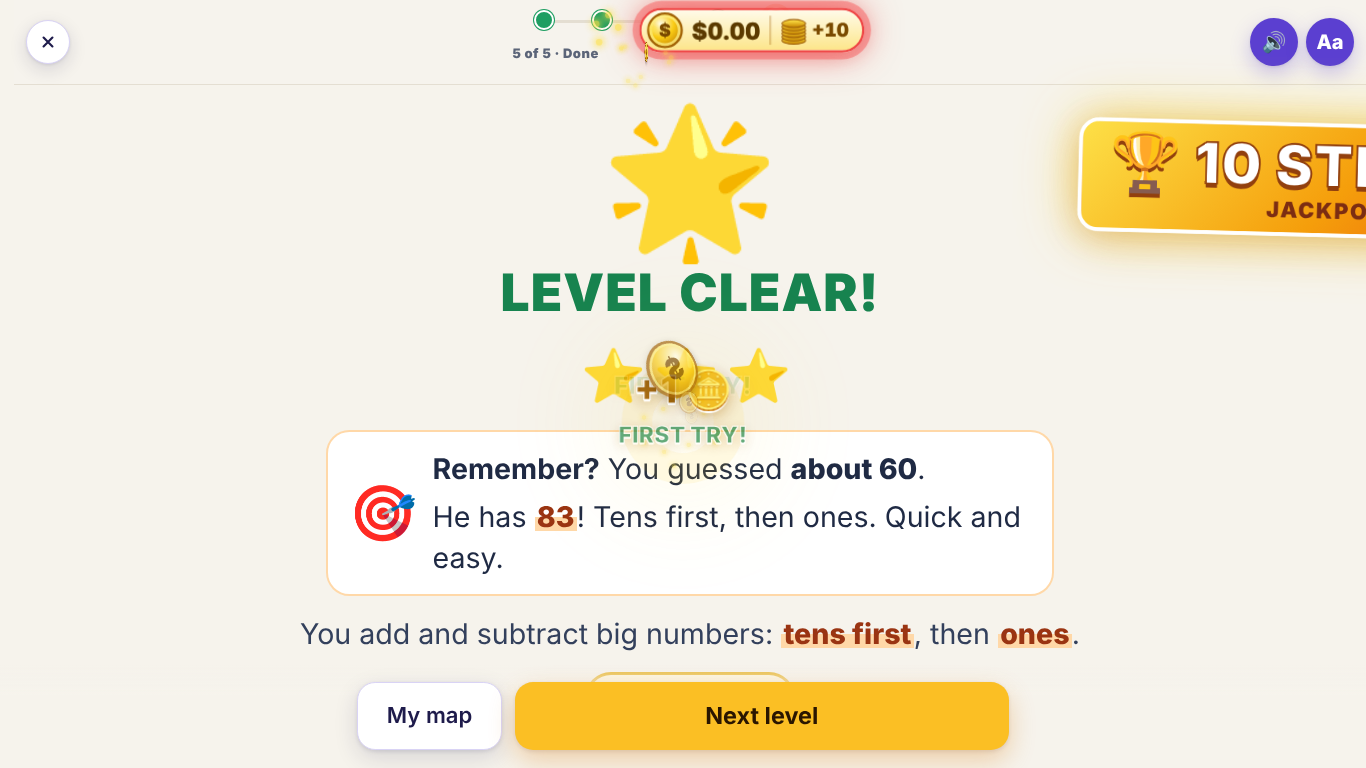 $0.00 +10
5 of 5 · Done
Aa
10
JACKPO
LEVEL CLEAR!
FIRST TRY!
Remember? You guessed about 60.
He has 83! Tens first, then ones. Quick and
easy.
You add and subtract big numbers: tens first, then ones.
My map
Next level